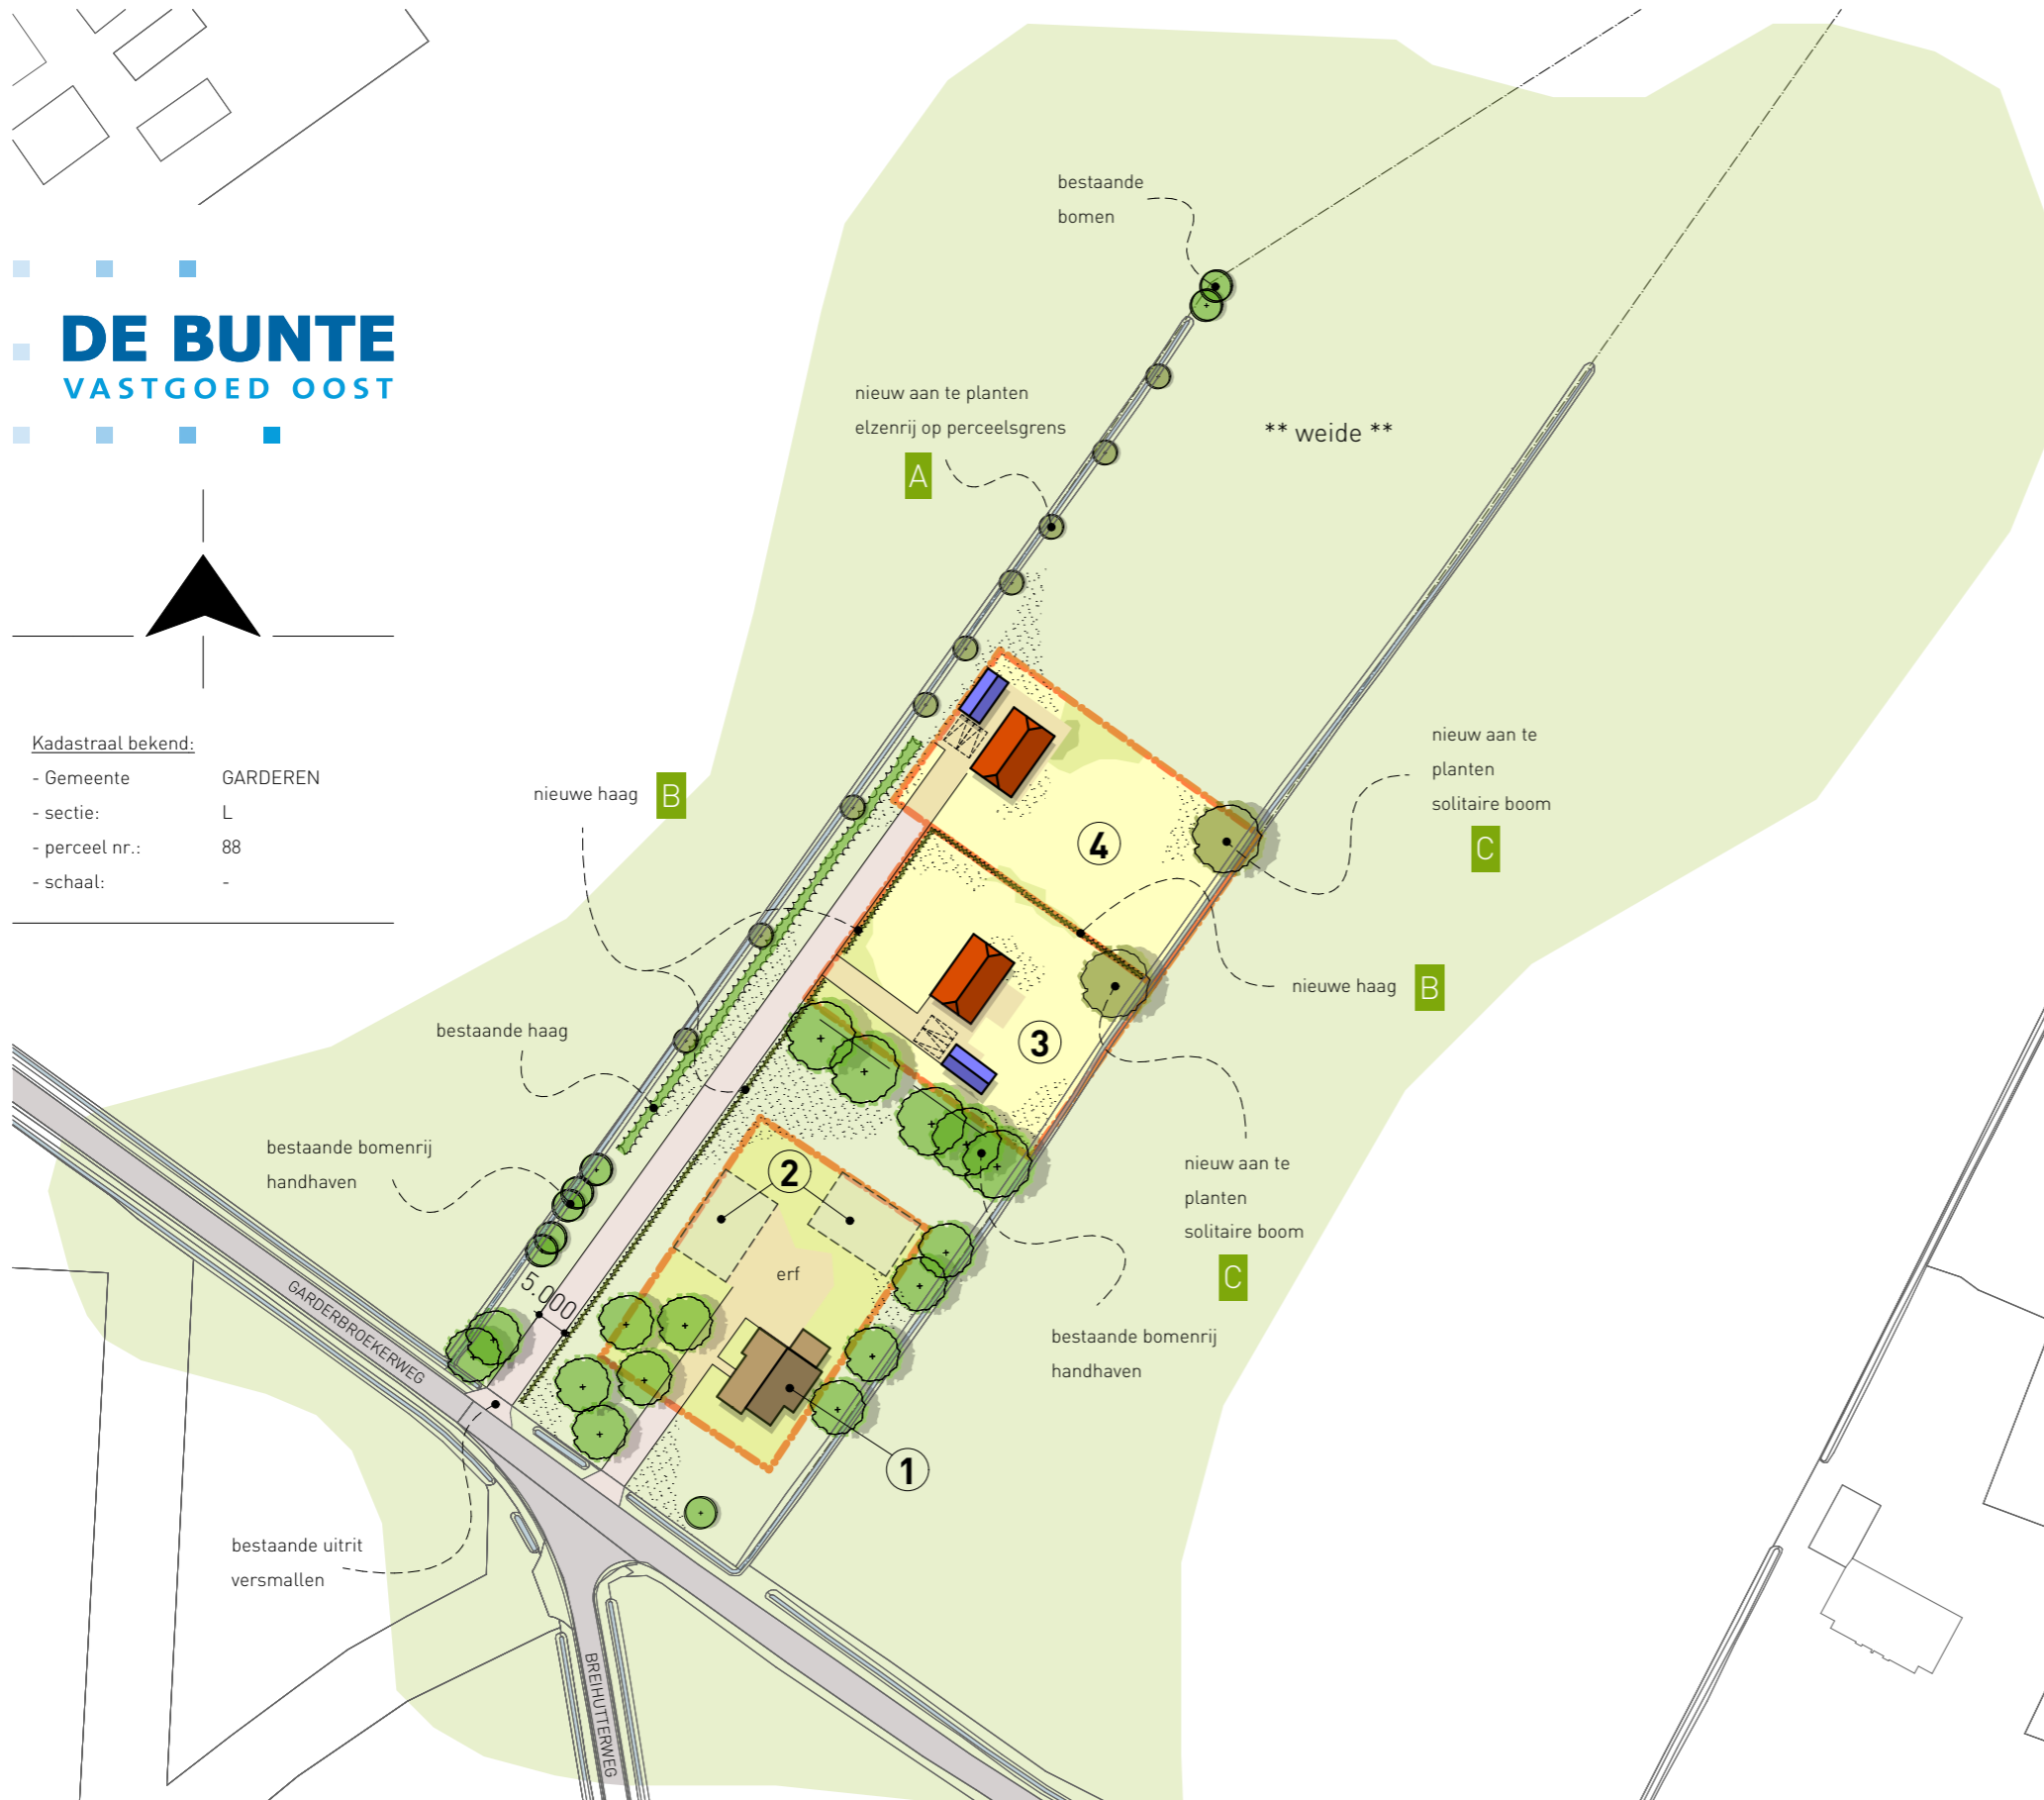 bestaande
bomen
DE BUNTE
VASTGOED OOST
nieuw aan te planten
elzenrij op perceelsgrens
A
** weide **
Kadastraal bekend:
- Gemeente GARDEREN
- sectie: L
- perceel nr.: 88
- schaal: -
nieuwe haag B
nieuw aan te
planten
solitaire boom
C
4
nieuwe haag B
bestaande haag
3
bestaande bomenrij
handhaven
2
nieuw aan te
planten
solitaire boom
C
erf
5.000
GARDERBROEKERWEG
bestaande bomenrij
handhaven
1
bestaande uitrit
versmallen
BREIHUTTERWEG